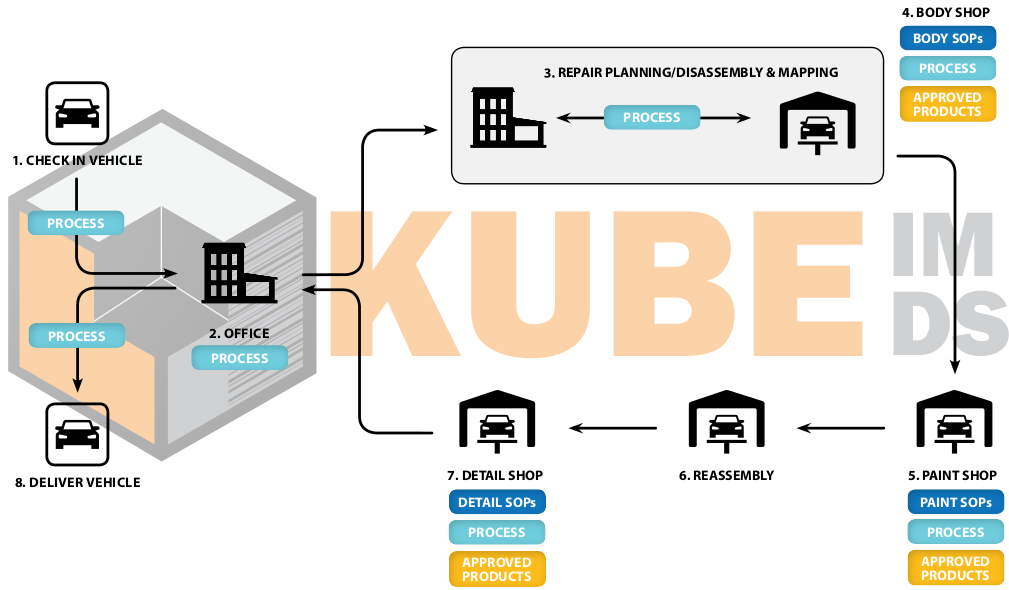 1. CHECK IN VEHICLE
PROCESS
2. OFFICE
PROCESS
PROCESS
8. DELIVER VEHICLE
3. REPAIR PLANNING/DISASSEMBLY & MAPPING
PROCESS
4. BODY SHOP
BODY SOPs
PROCESS
APPROVED
PRODUCTS
KUBE
IM
DS
5. PAINT SHOP
PAINT SOPs
PROCESS
APPROVED
PRODUCTS
6. REASSEMBLY
7. DETAIL SHOP
DETAIL SOPs
PROCESS
APPROVED
PRODUCTS